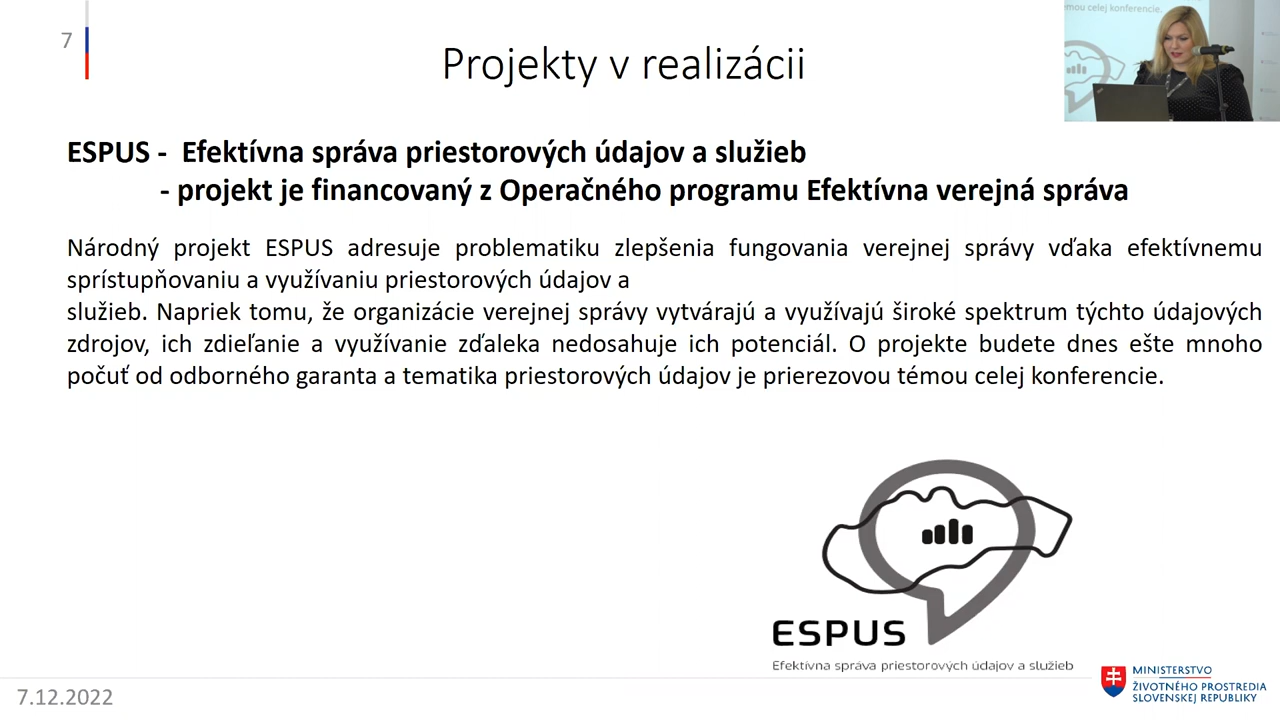 7
Projekty v realizácii
émou celej konferencie.
ESPUS - Efektívna správa priestorových údajov a služieb
- projekt je financovaný z Operačného programu Efektívna verejná správa
Národný projekt ESPUS adresuje problematiku zlepšenia fungovania verejnej správy vďaka efektívnemu
sprístupňovaniu a využívaniu priestorových údajov a
služieb. Napriek tomu, že organizácie verejnej správy vytvárajú a využívajú široké spektrum týchto údajových
zdrojov, ich zdieľanie a využívanie zďaleka nedosahuje ich potenciál. O projekte budete dnes ešte mnoho
počuť od odborného garanta a tematika priestorových údajov je prierezovou témou celej konferencie.
ESPUS
Efektívna správa priestorových údajov a služieb
MINISTERSTVO
ŽIVOTNÉHO PROSTREDIA
SLOVENSKEJ REPUBLIKY
7.12.2022